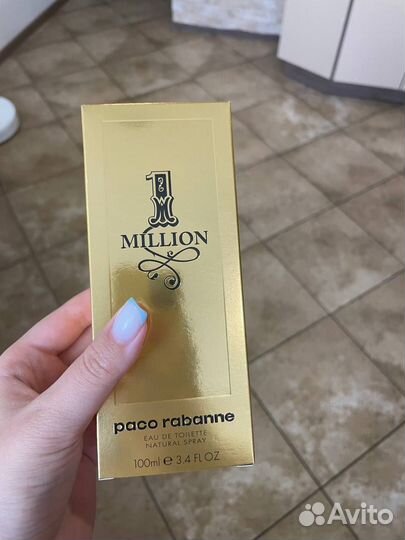 1
MILLION
paco rabanne
EAU DE TOILETTE
NATURAL SPRAY
100ml e 3.4 FL OZ
Avito